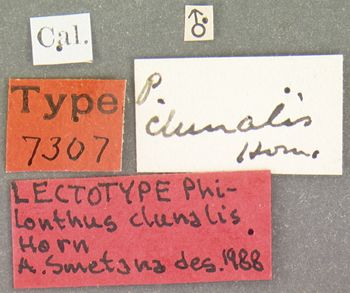 Cal.
♂
Type
7307
P
clunalis
Horn.
LECTOTYPE Phi-
lonthus clunalis
Horn
A. Smetana des. 1988